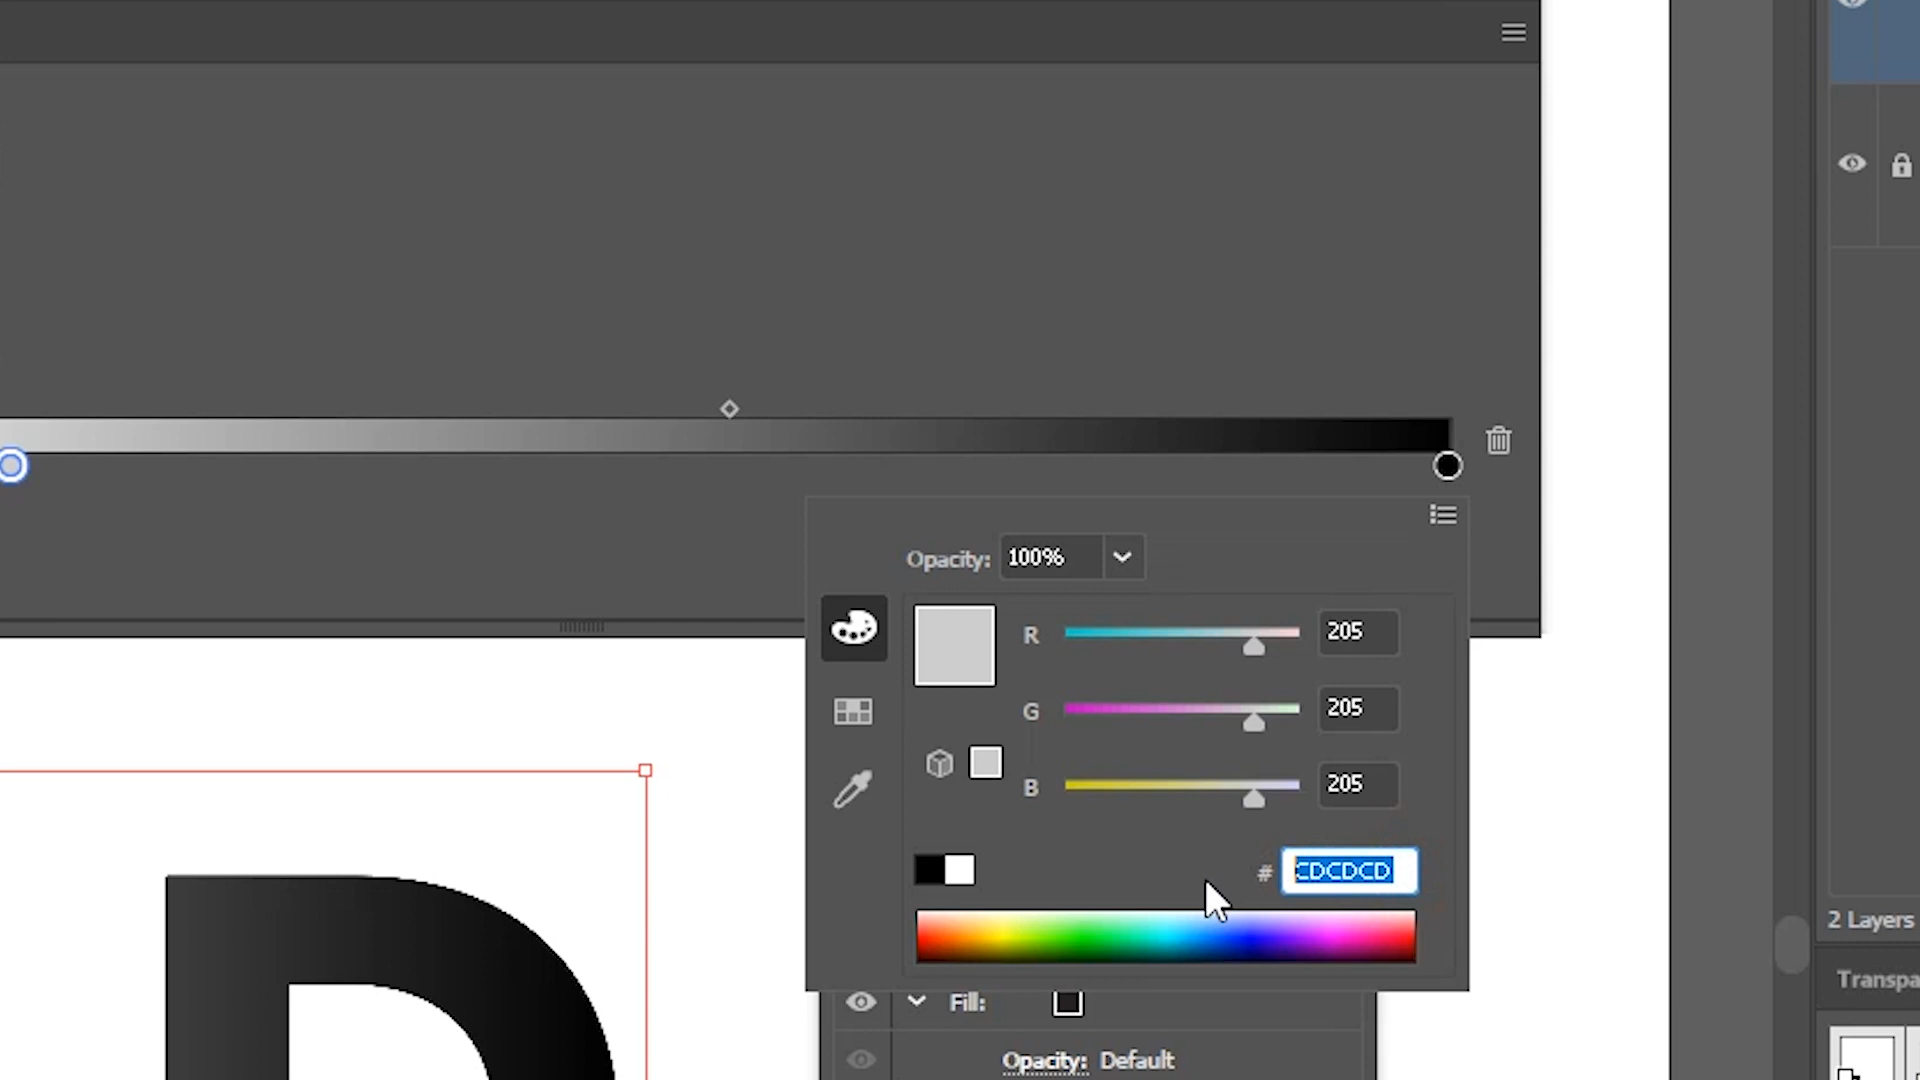 Opacity: 100%
R 205
G 205
B 205
# CDCDCD
2 Layers
Transpa
Fill:
Opacity: Default